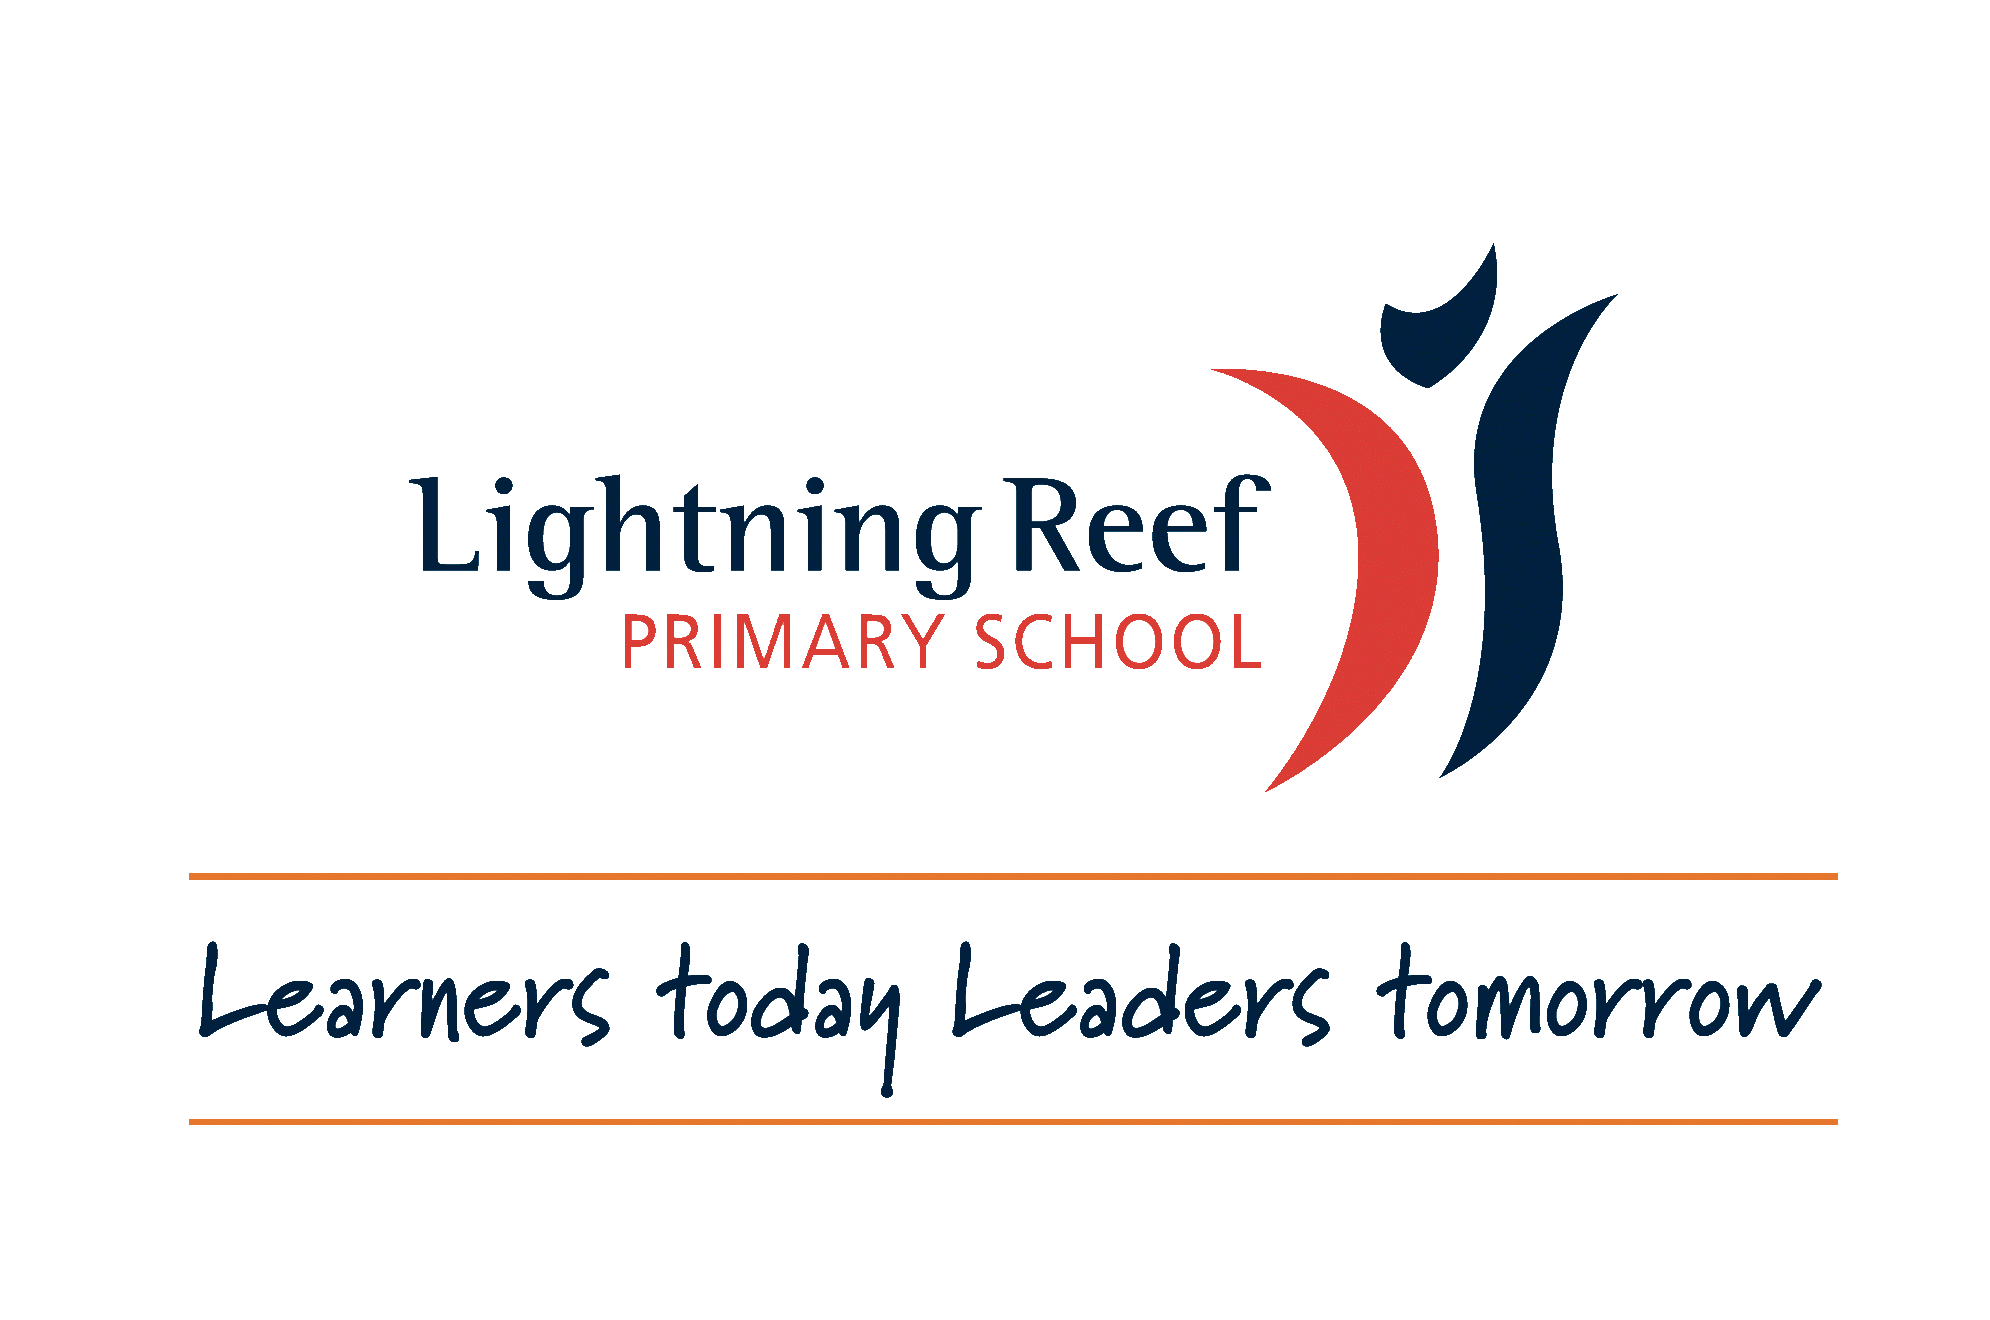 Lightning Reef
PRIMARY SCHOOL
Learners today Leaders tomorrow